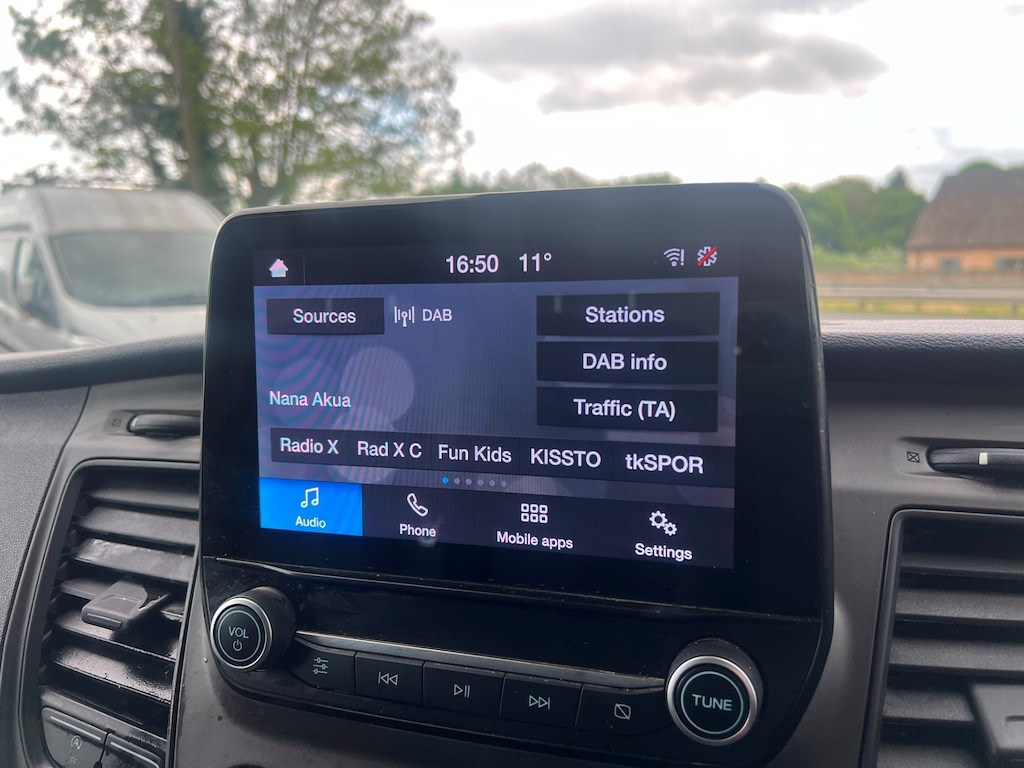 16:50 11°
Sources DAB Stations
DAB info
Nana Akua Traffic (TA)
Radio X Rad X C Fun Kids KISSTO tkSPOR
Audio Phone Mobile apps Settings
VOL
TUNE